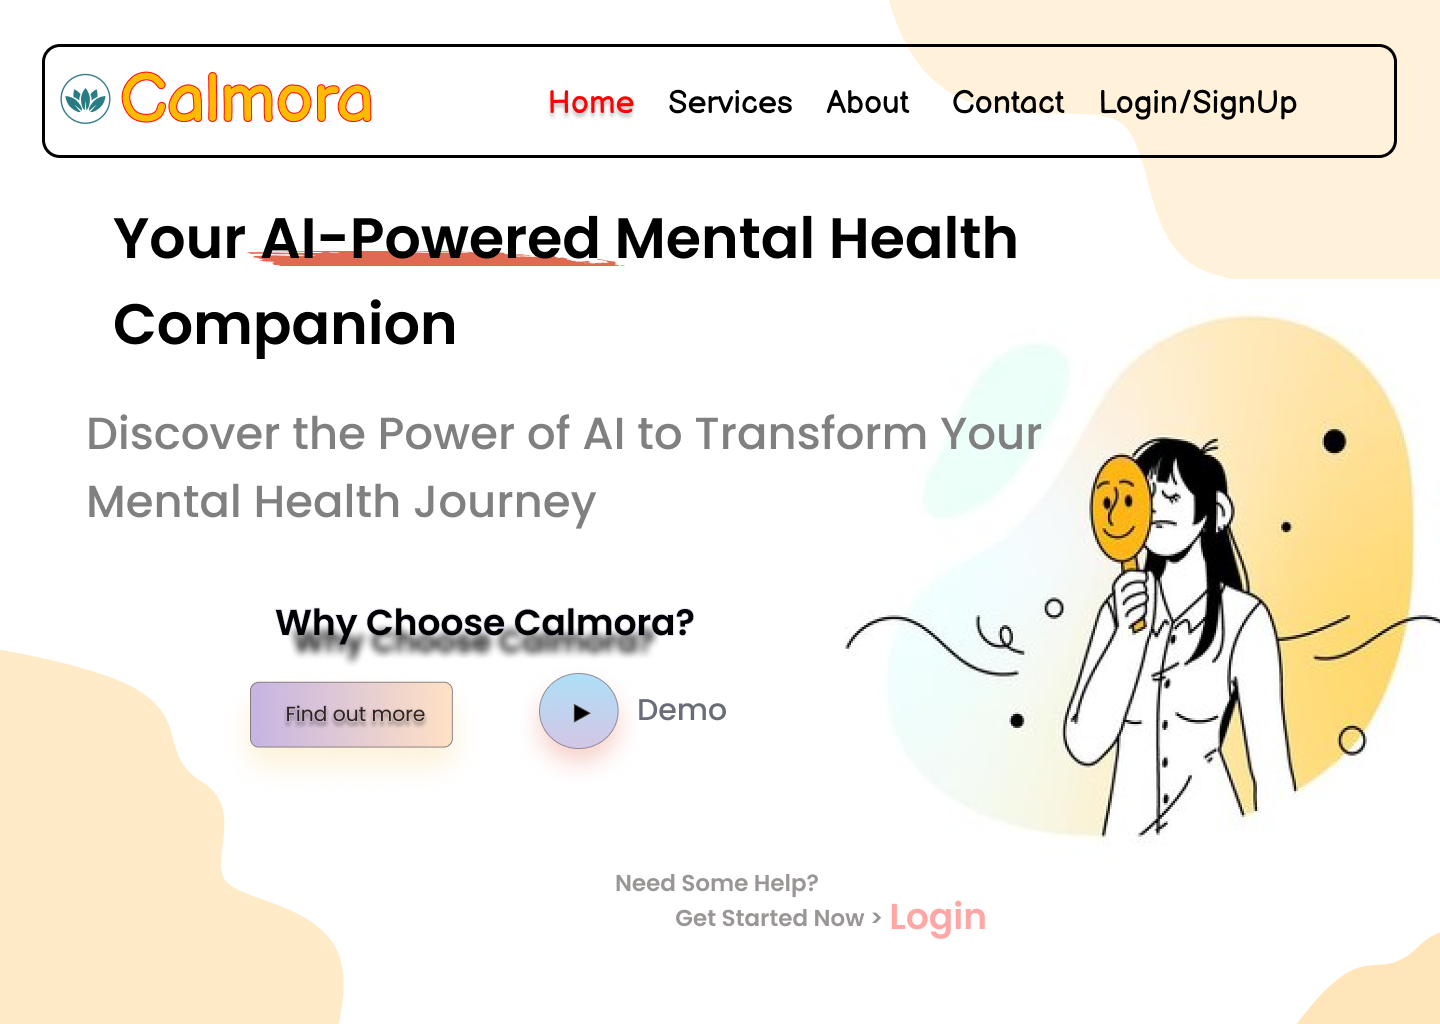 Calmora
Home Services About Contact Login/SignUp
Your AI-Powered Mental Health
Companion
Discover the Power of AI to Transform Your
Mental Health Journey
Why Choose Calmora?
Find out more
Demo
Need Some Help?
Get Started Now > Login